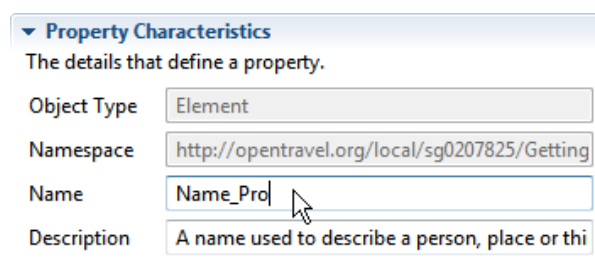 Property Characteristics
The details that define a property.
Object Type Element
Namespace http://opentravel.org/local/sg0207825/Getting
Name Name_Pro
Description A name used to describe a person, place or thi